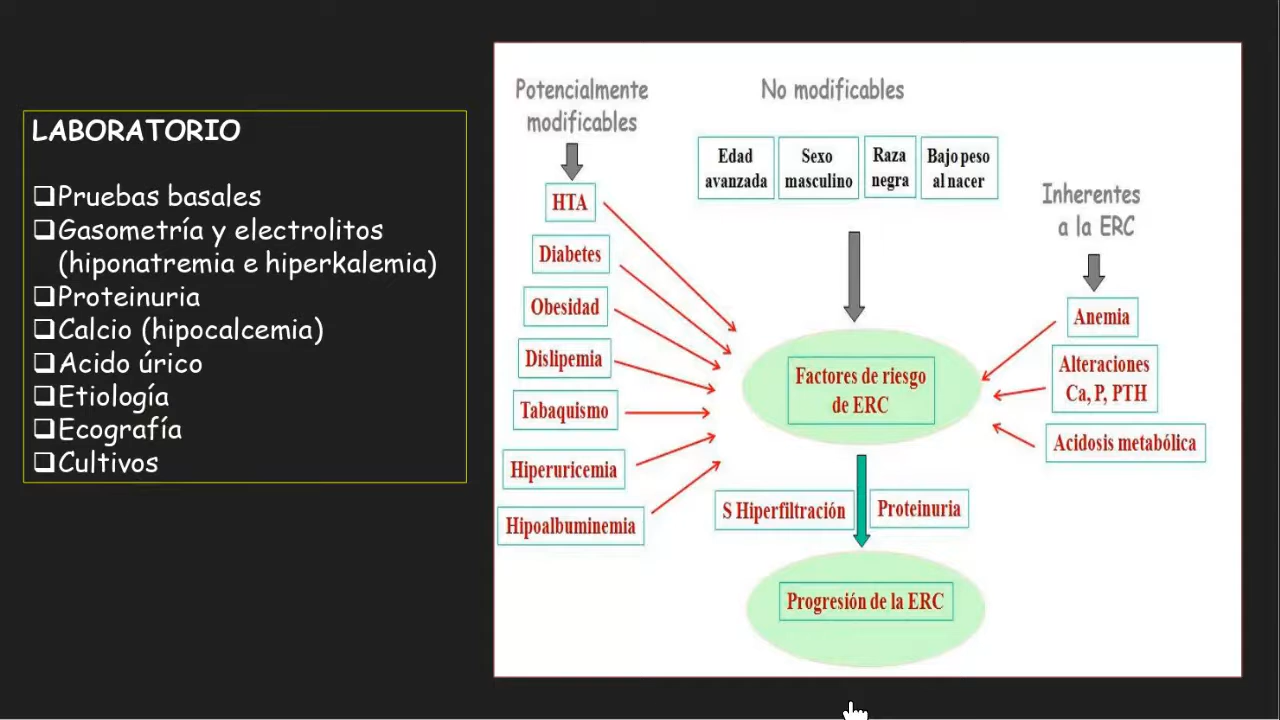 LABORATORIO
❑Pruebas basales
❑Gasometría y electrolitos
(hiponatremia e hiperkalemia)
❑Proteinuria
❑Calcio (hipocalcemia)
❑Acido úrico
❑Etiología
❑Ecografía
❑Cultivos
Potencialmente
modificables
HTA
Diabetes
Obesidad
Dislipemia
Tabaquismo
Hiperuricemia
Hipoalbuminemia
No modificables
Edad
avanzada
Sexo
masculino
Raza
negra
Bajo peso
al nacer
Inherentes
a la ERC
Anemia
Alteraciones
Ca, P, PTH
Acidosis metabólica
Factores de riesgo
de ERC
S Hiperfiltración
Proteinuria
Progresión de la ERC